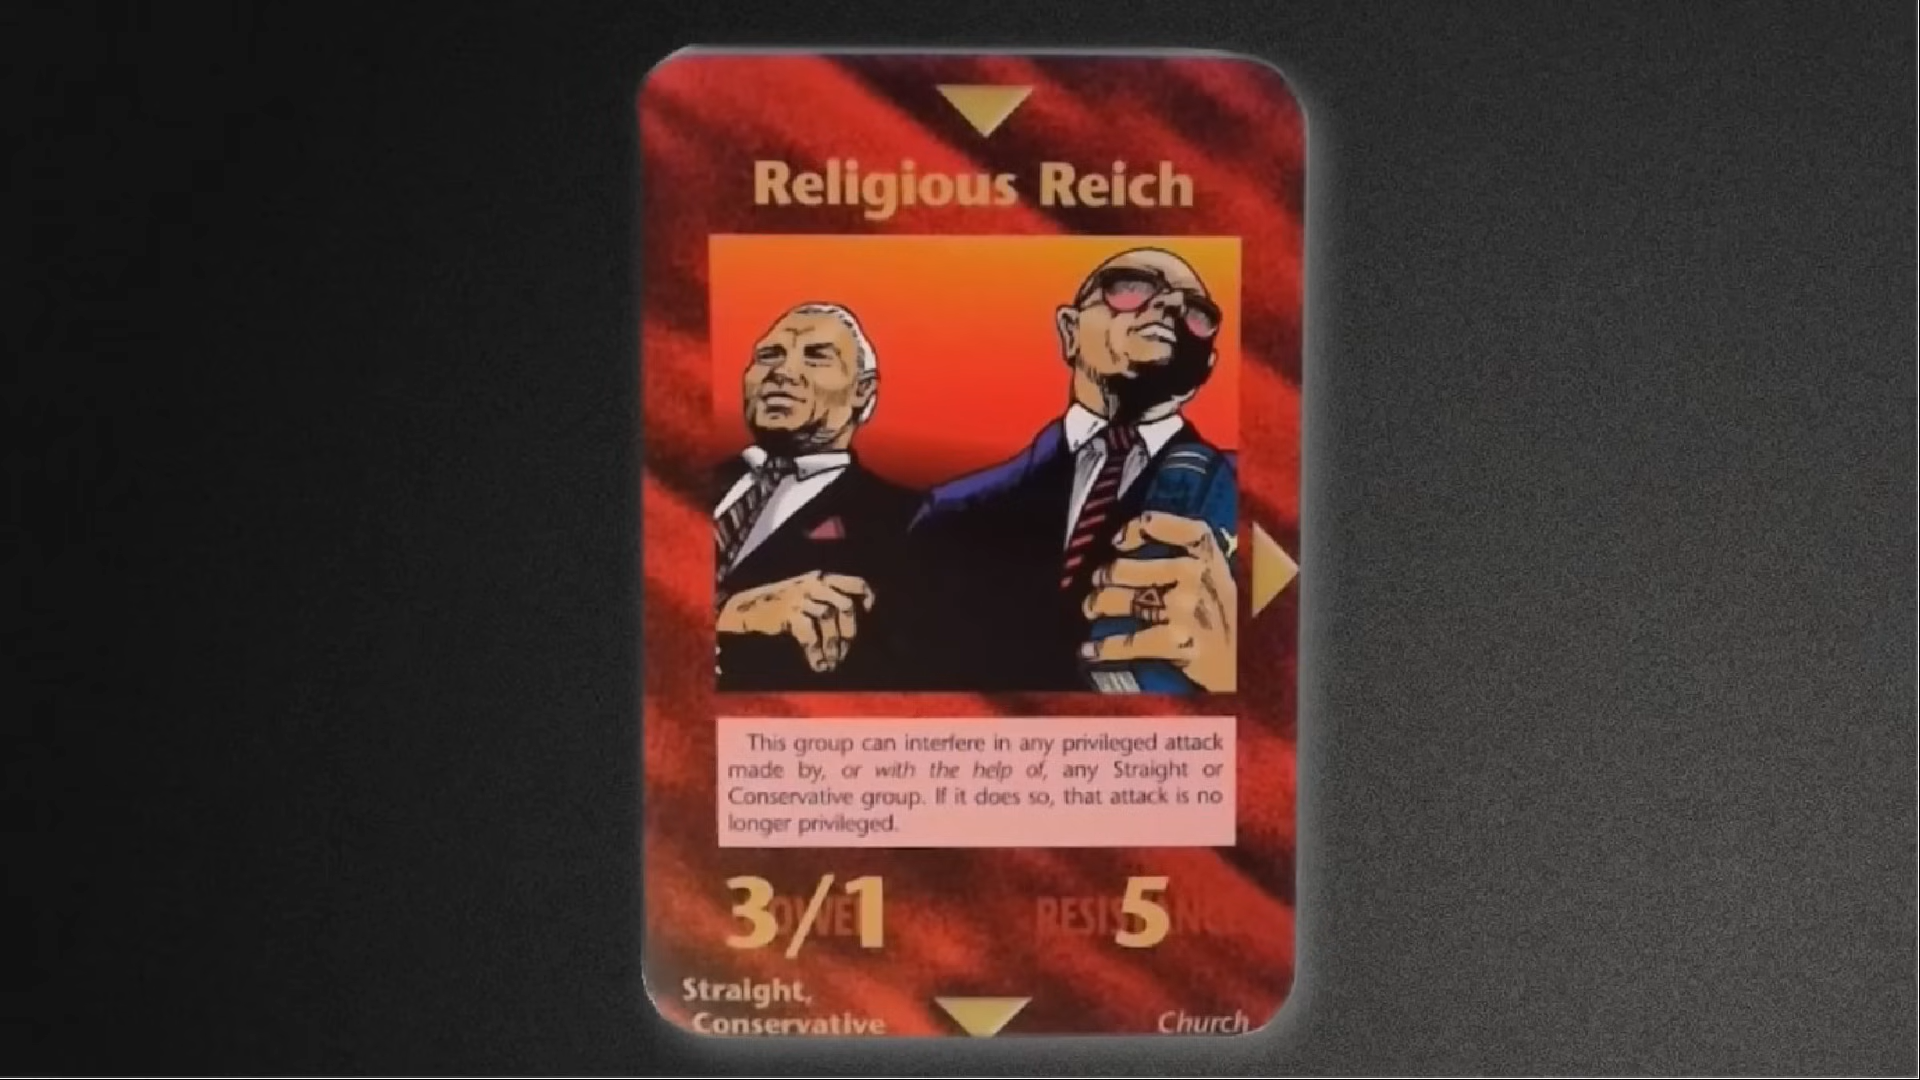 Religious Reich
This group can interfere in any privileged attack
made by, or with the help of, any Straight or
Conservative group. If it does so, that attack is no
longer privileged.
3/1 POWER
RESISTANCE 5
Straight,
Conservative
Church